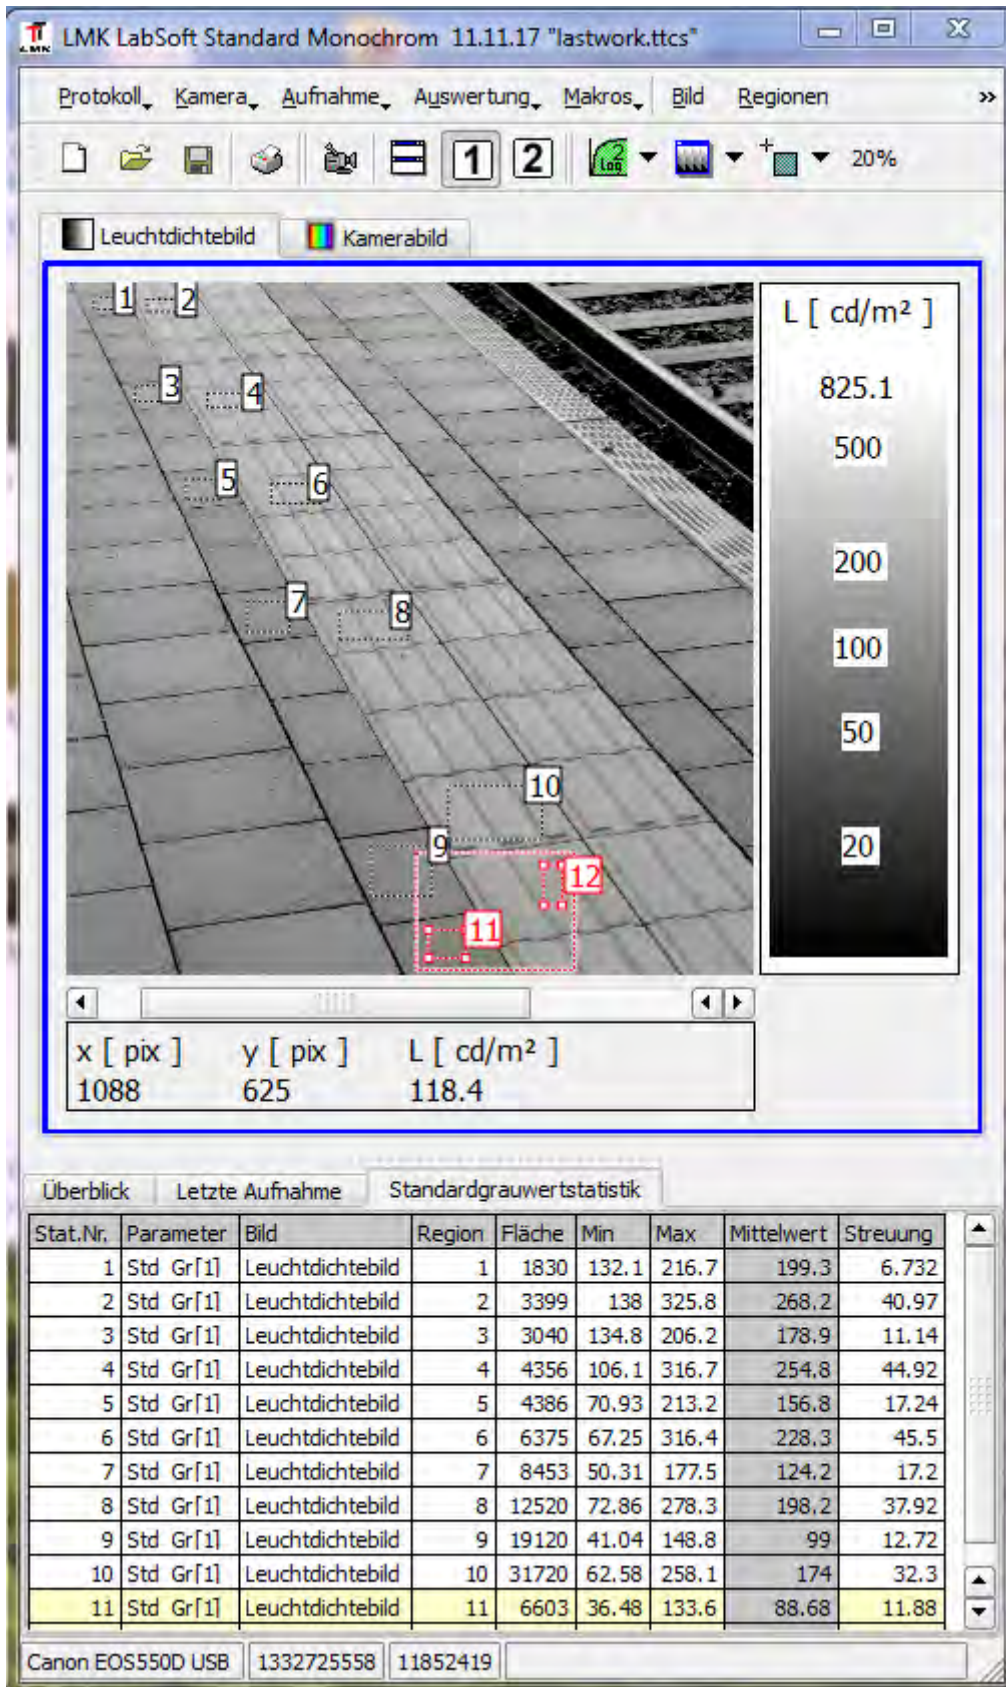 LMK LabSoft Standard Monochrom 11.11.17 "lastwork.ttcs"
Protokoll Kamera Aufnahme Auswertung Makros Bild Regionen »
1 2 20%
Leuchtdichtebild Kamerabild
1 2
3 4
5 6
7 8
10
9
12
11
L [ cd/m² ]
825.1
500
200
100
50
20
x [ pix ] y [ pix ] L [ cd/m² ]
1088 625 118.4
Überblick Letzte Aufnahme Standardgrauwertstatistik
Stat.Nr. Parameter Bild Region Fläche Min Max Mittelwert Streuung
1 Std Gr[1] Leuchtdichtebild 1 1830 132.1 216.7 199.3 6.732
2 Std Gr[1] Leuchtdichtebild 2 3399 138 325.8 268.2 40.97
3 Std Gr[1] Leuchtdichtebild 3 3040 134.8 206.2 178.9 11.14
4 Std Gr[1] Leuchtdichtebild 4 4356 106.1 316.7 254.8 44.92
5 Std Gr[1] Leuchtdichtebild 5 4386 70.93 213.2 156.8 17.24
6 Std Gr[1] Leuchtdichtebild 6 6375 67.25 316.4 228.3 45.5
7 Std Gr[1] Leuchtdichtebild 7 8453 50.31 177.5 124.2 17.2
8 Std Gr[1] Leuchtdichtebild 8 12520 72.86 278.3 198.2 37.92
9 Std Gr[1] Leuchtdichtebild 9 19120 41.04 148.8 99 12.72
10 Std Gr[1] Leuchtdichtebild 10 31720 62.58 258.1 174 32.3
11 Std Gr[1] Leuchtdichtebild 11 6603 36.48 133.6 88.68 11.88
Canon EOS550D USB 1332725558 11852419